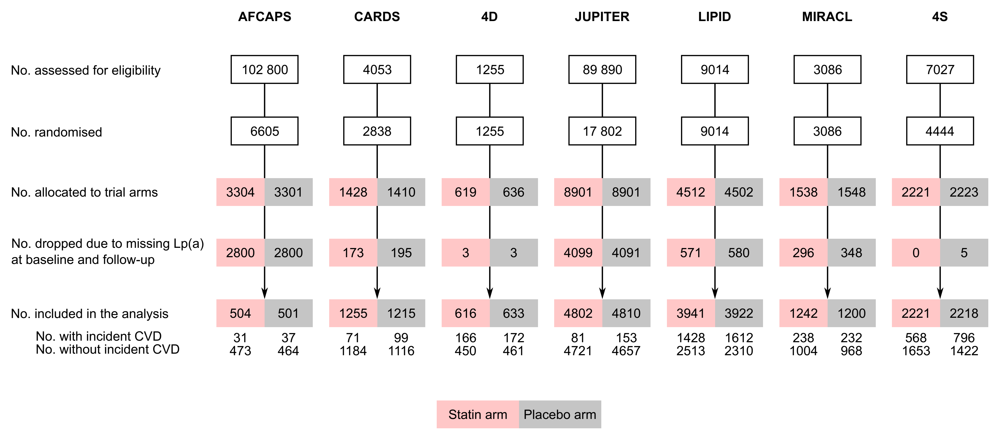 AFCAPS CARDS 4D JUPITER LIPID MIRACL 4S
No. assessed for eligibility 102 800 4053 1255 89 890 9014 3086 7027
No. randomised 6605 2838 1255 17 802 9014 3086 4444
No. allocated to trial arms 3304 3301 1428 1410 619 636 8901 8901 4512 4502 1538 1548 2221 2223
No. dropped due to missing Lp(a)
at baseline and follow-up 2800 2800 173 195 3 3 4099 4091 571 580 296 348 0 5
No. included in the analysis 504 501 1255 1215 616 633 4802 4810 3941 3922 1242 1200 2221 2218
No. with incident CVD 31 37 71 99 166 172 81 153 1428 1612 238 232 568 796
No. without incident CVD 473 464 1184 1116 450 461 4721 4657 2513 2310 1004 968 1653 1422
Statin arm Placebo arm